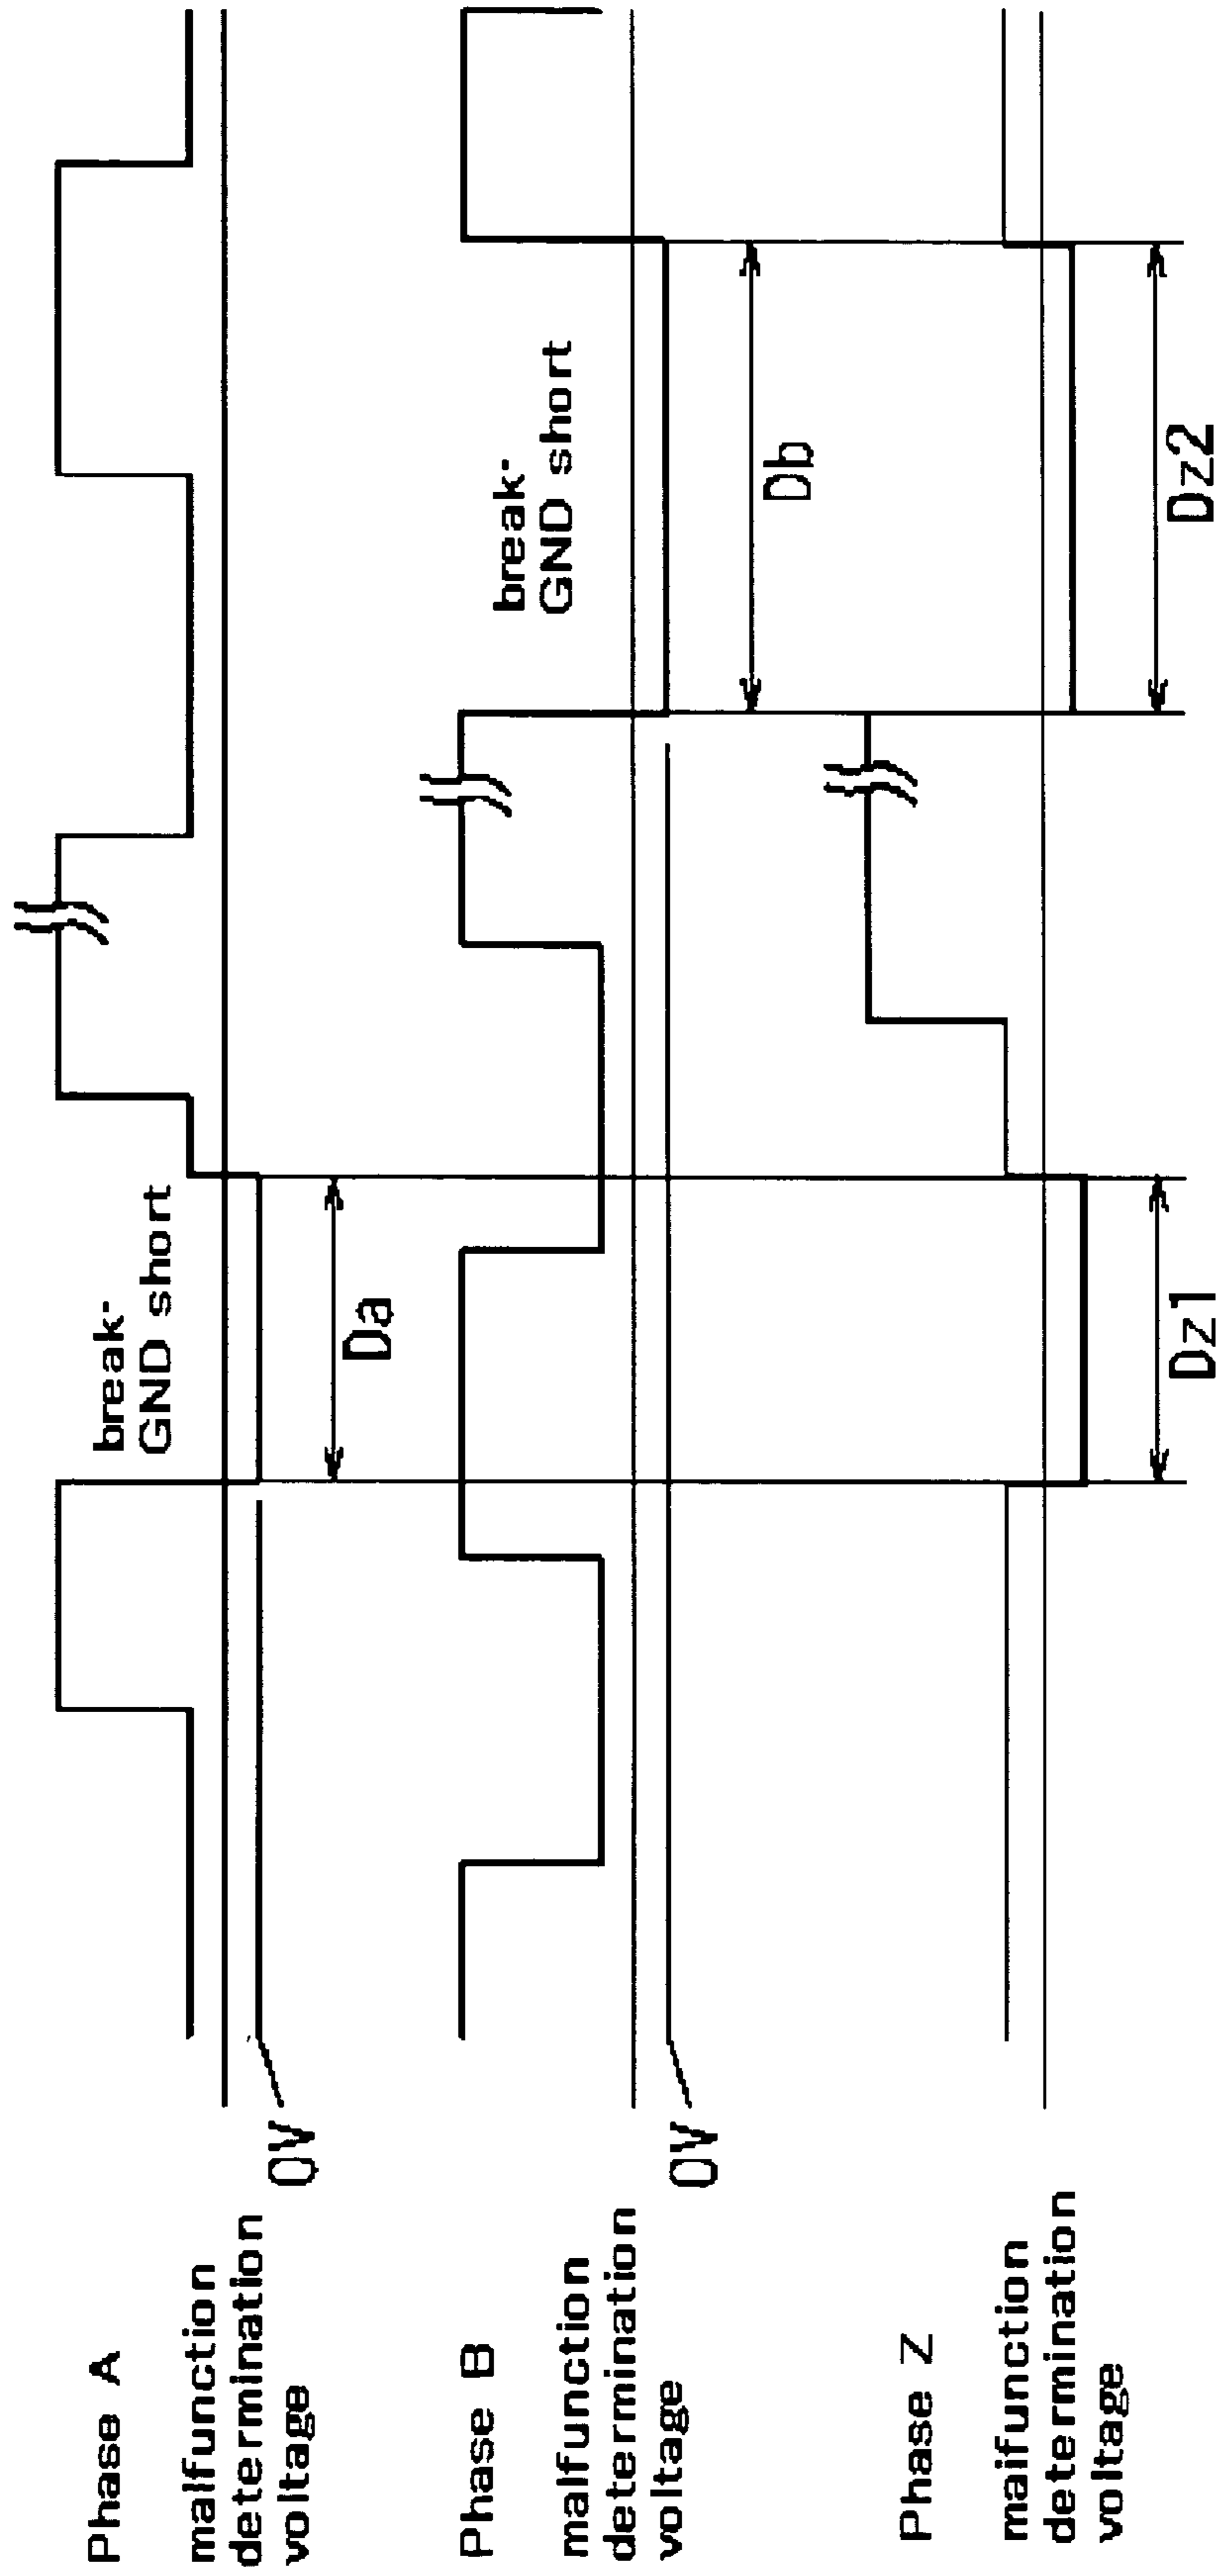 Phase A
break·
GND short
malfunction
determination
voltage
0V
Da
Phase B
break·
GND short
malfunction
determination
voltage
0V
Db
Phase Z
maifunction
determination
voltage
Dz1
Dz2